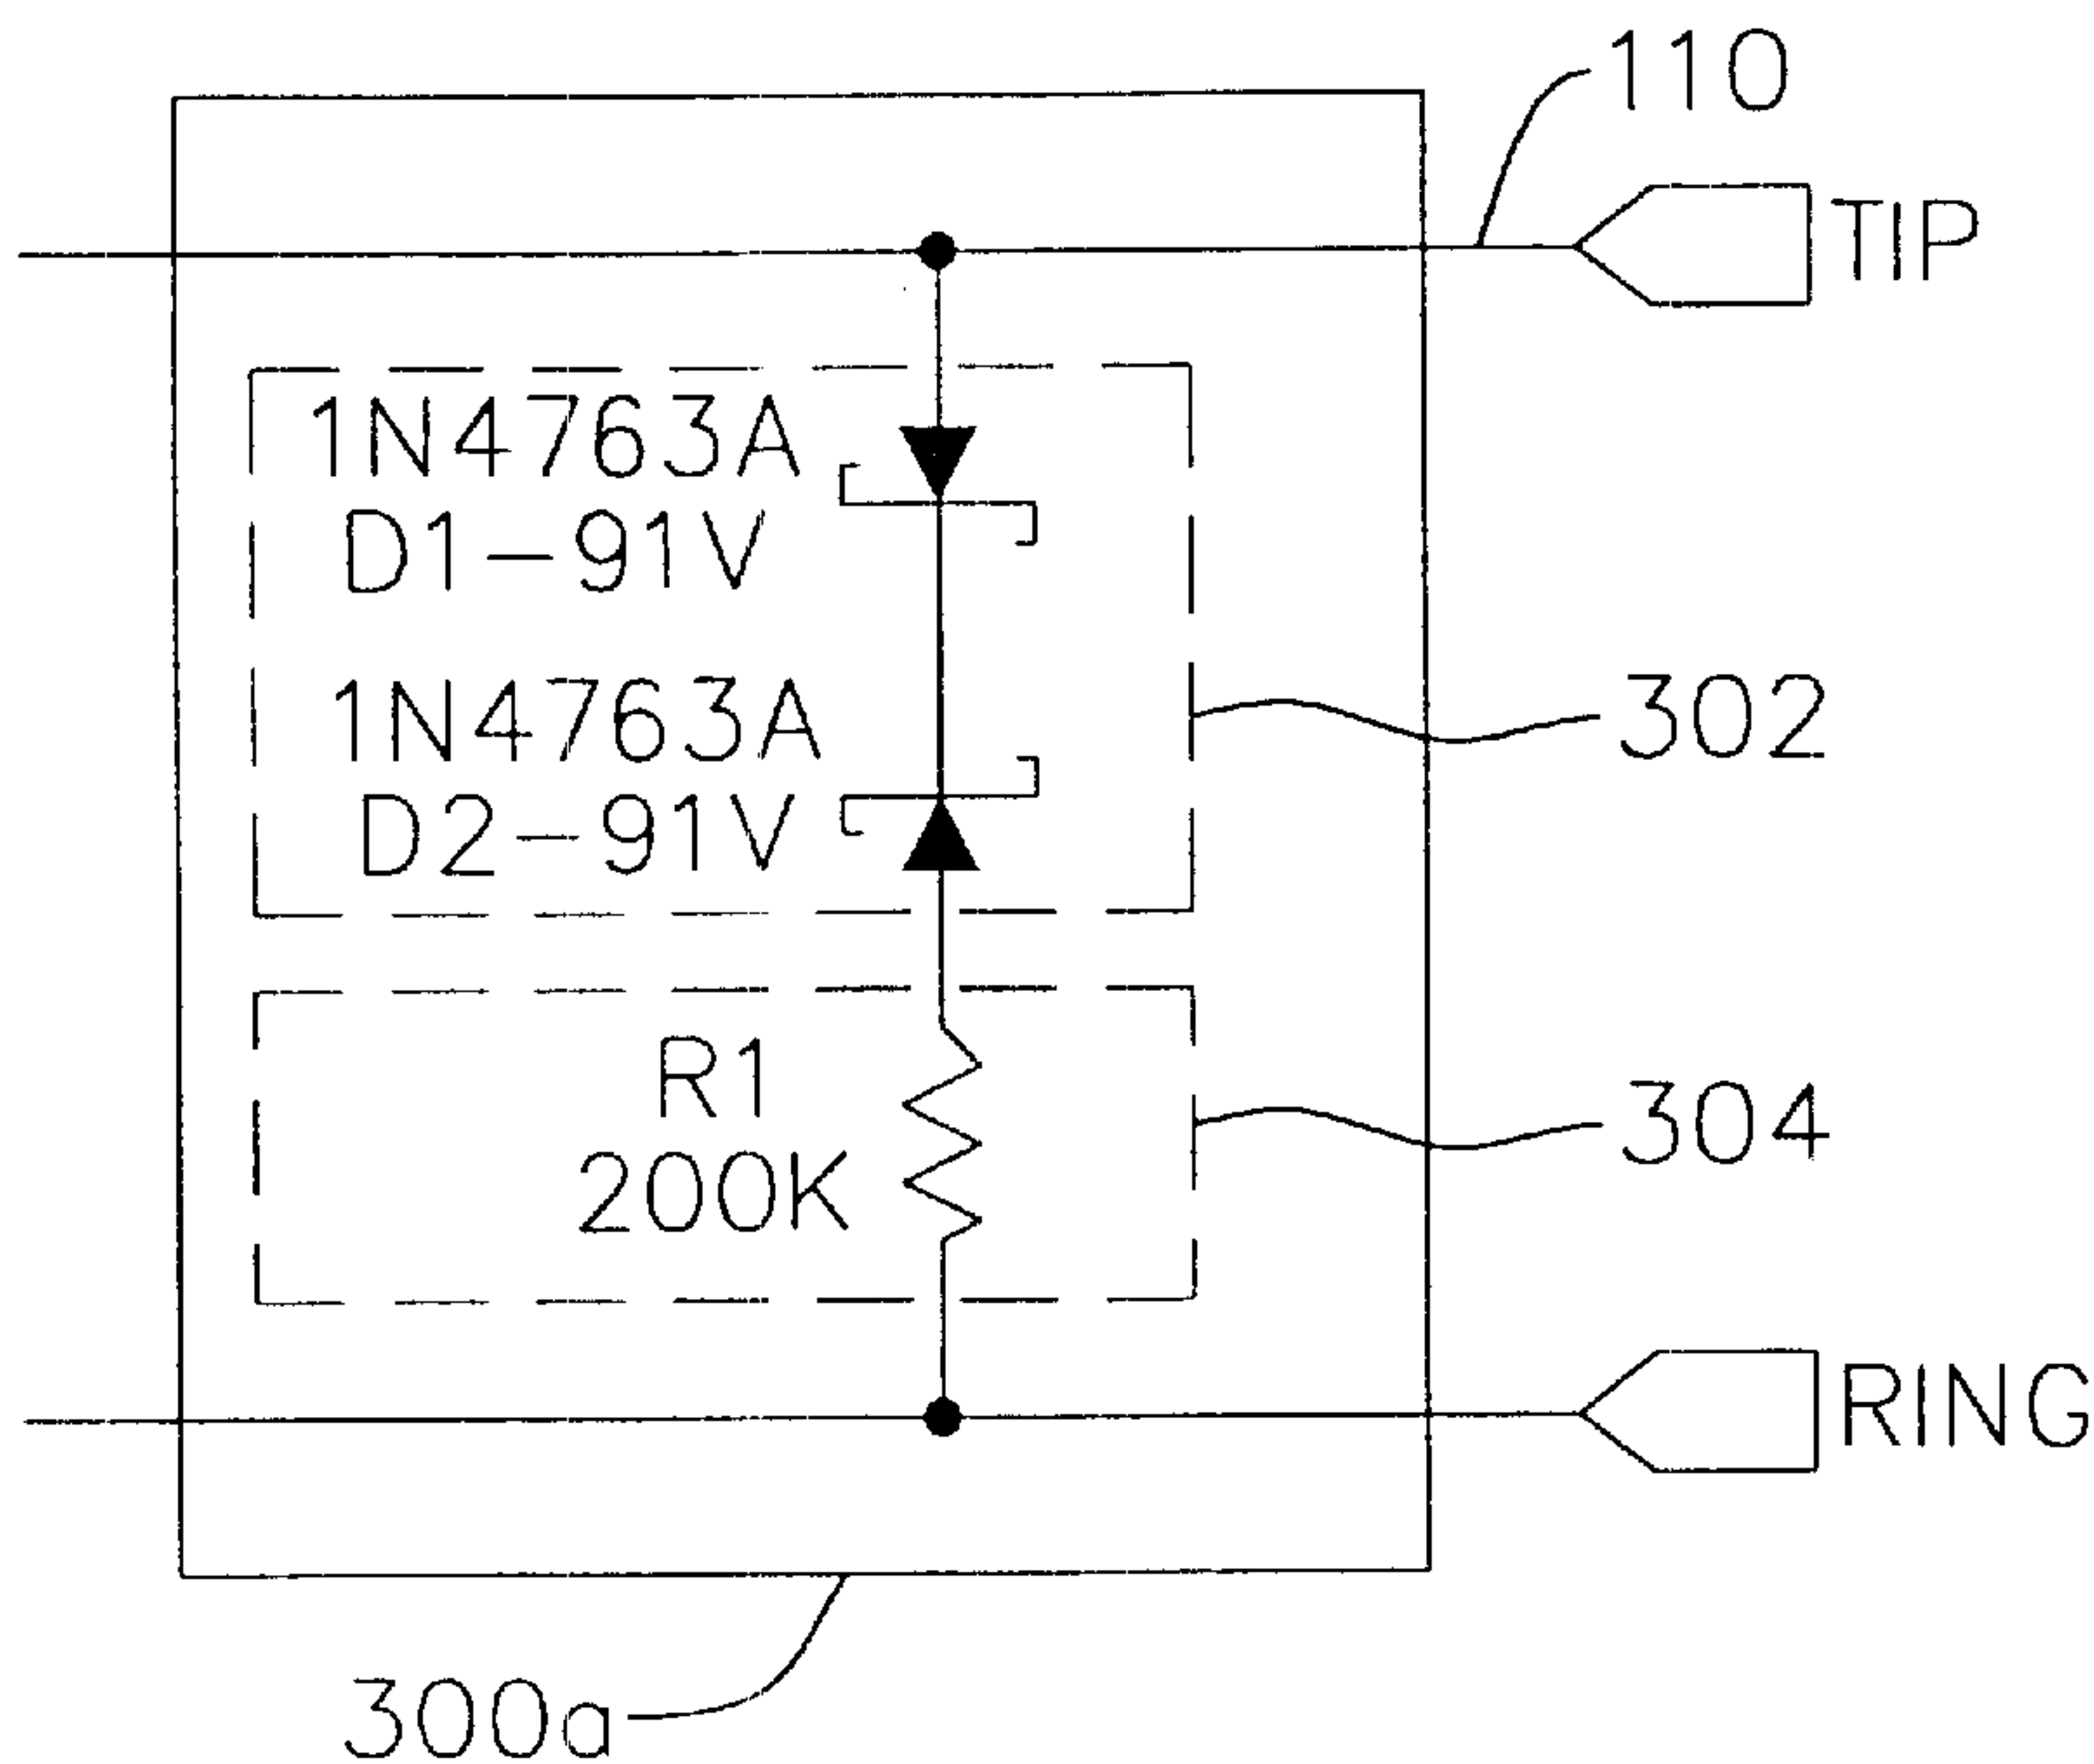 110
TIP
1N4763A
D1-91V
1N4763A
D2-91V
302
R1
200K
304
RING
300a